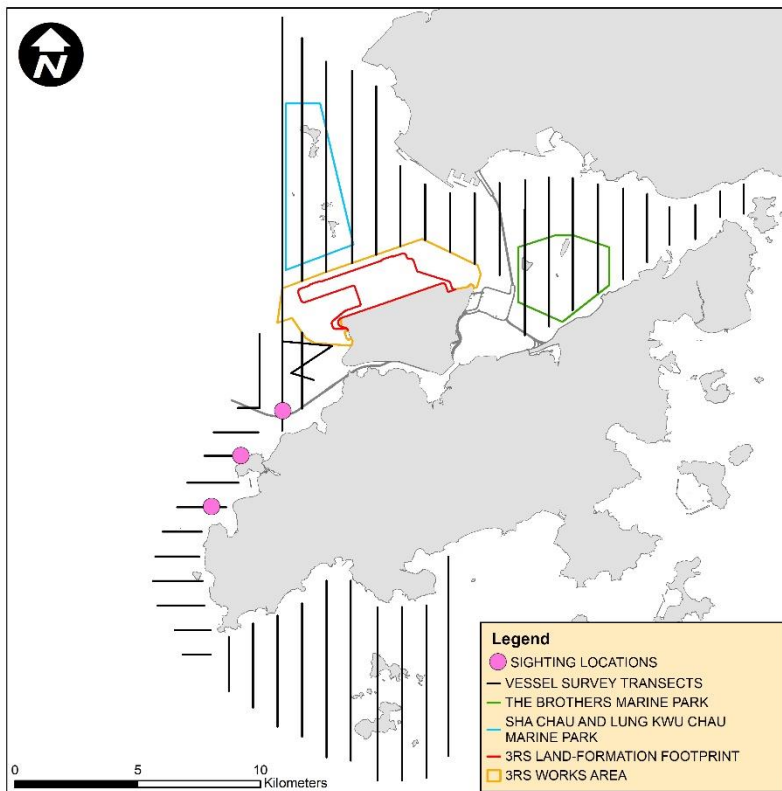 N
Legend
SIGHTING LOCATIONS
VESSEL SURVEY TRANSECTS
THE BROTHERS MARINE PARK
SHA CHAU AND LUNG KWU CHAU
MARINE PARK
3RS LAND-FORMATION FOOTPRINT
3RS WORKS AREA
0 5 10
Kilometers